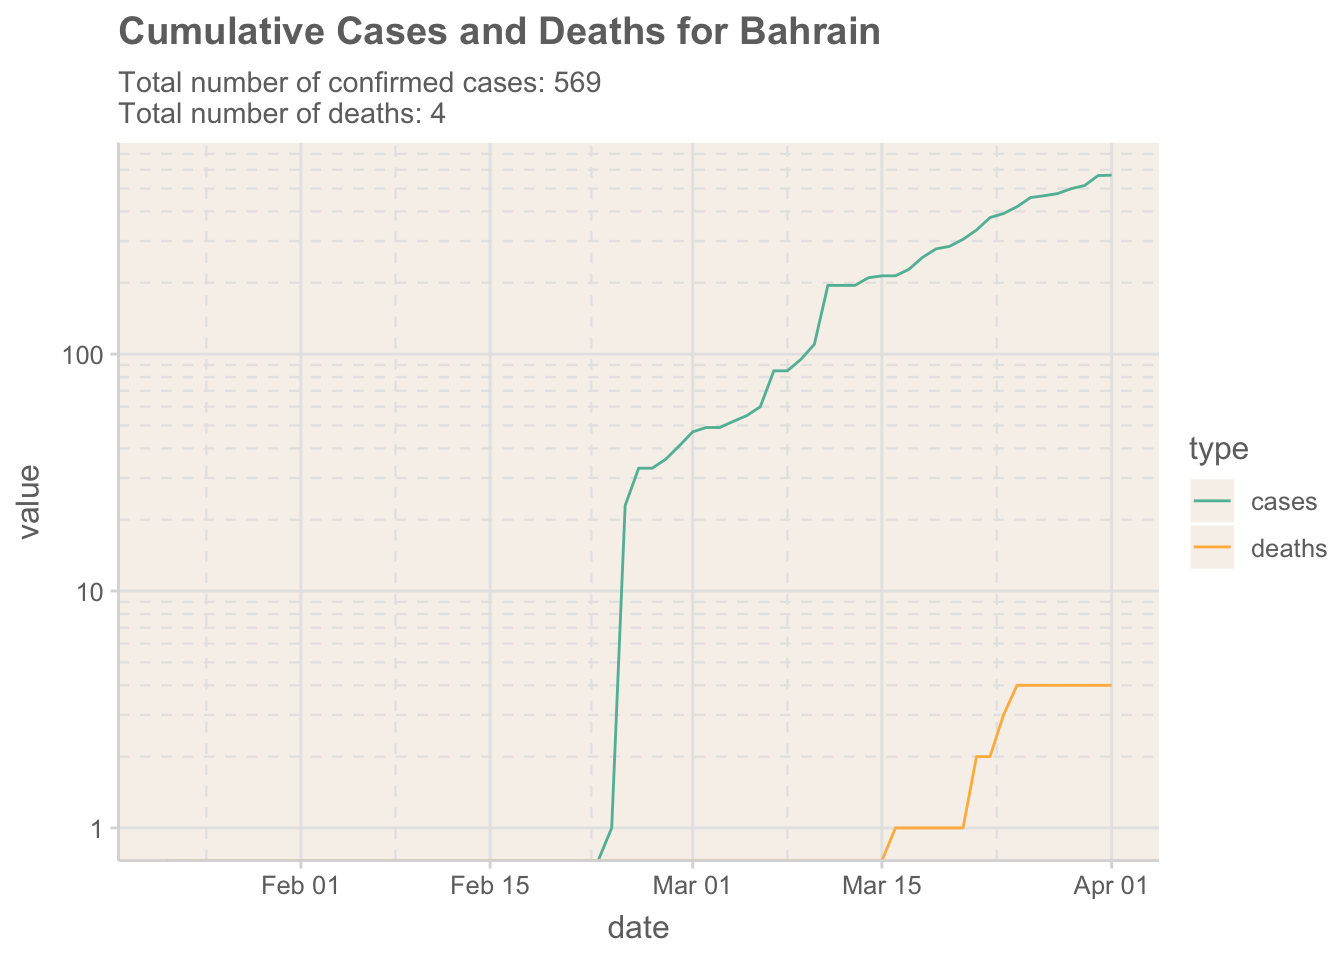 Cumulative Cases and Deaths for Bahrain
Total number of confirmed cases: 569
Total number of deaths: 4
value
100
10
1
Feb 01
Feb 15
Mar 01
Mar 15
Apr 01
date
type
cases
deaths